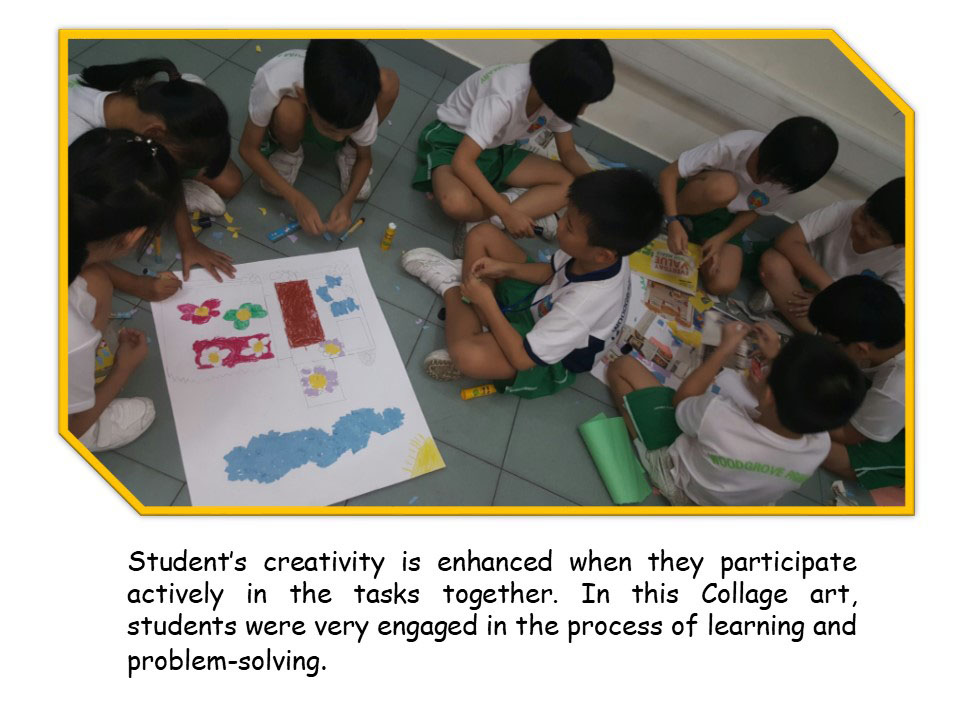 VALUE
WOODGROVE
Student's creativity is enhanced when they participate
actively in the tasks together. In this Collage art,
students were very engaged in the process of learning and
problem-solving.